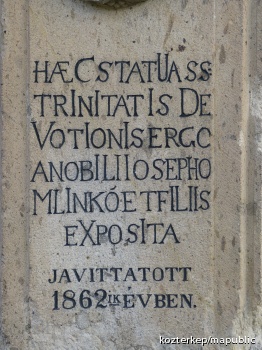 HÆC STATUA SS
TRINITATIS DE
VOTIONIS ERGO
A NOBILI IOSEPHO
MLINKÓ ET FILIIS
EXPOSITA
JAVITTATOTT
1862IK ÉVBEN.
kozterkep/mapublic